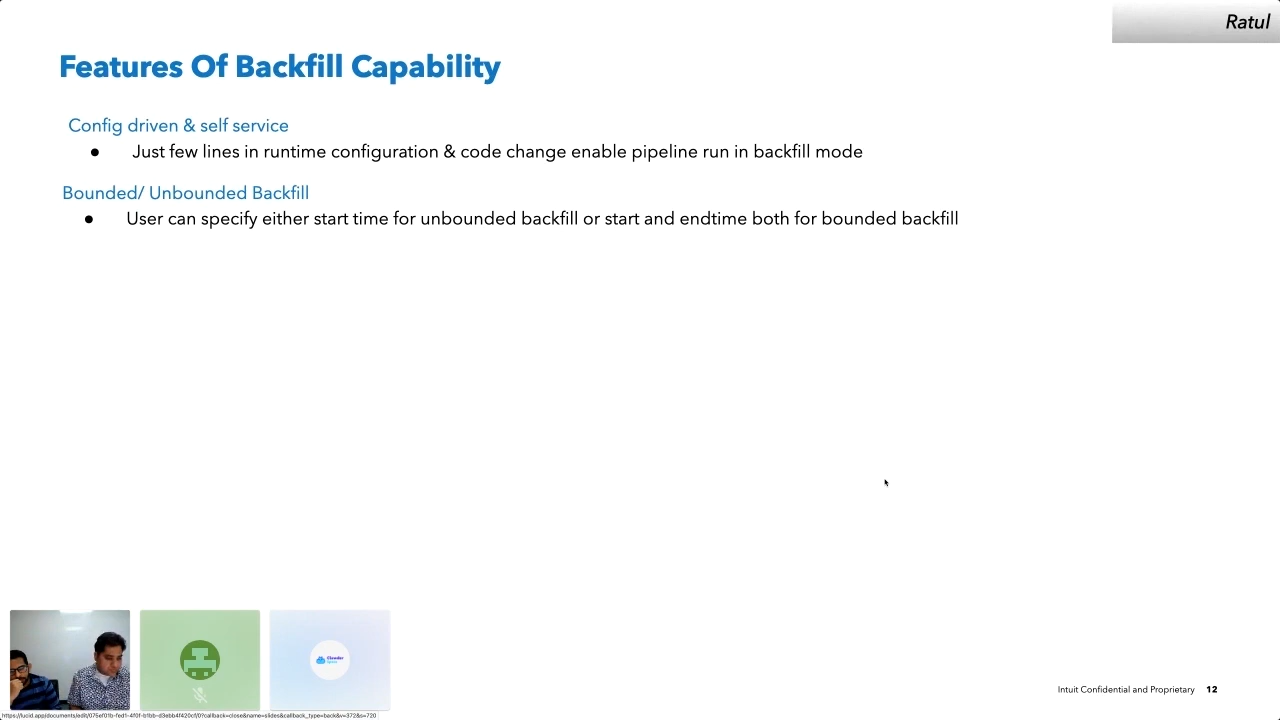 Ratul
Features Of Backfill Capability
Config driven & self service
● Just few lines in runtime configuration & code change enable pipeline run in backfill mode
Bounded/ Unbounded Backfill
● User can specify either start time for unbounded backfill or start and endtime both for bounded backfill
Intuit Confidential and Proprietary 12